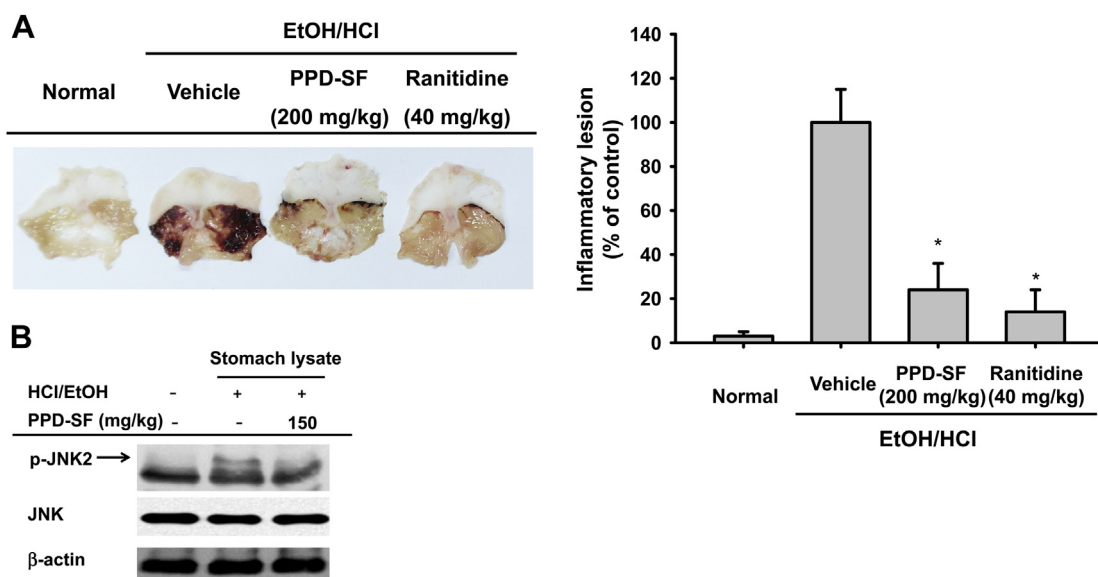 A
EtOH/HCl
Normal
Vehicle
PPD-SF
(200 mg/kg)
Ranitidine
(40 mg/kg)
Inflammatory lesion
(% of control)
140
120
100
80
60
40
20
0
*
*
Normal
Vehicle
PPD-SF
(200 mg/kg)
Ranitidine
(40 mg/kg)
EtOH/HCl
B
Stomach lysate
HCl/EtOH - + +
PPD-SF (mg/kg) - - 150
p-JNK2
JNK
β-actin